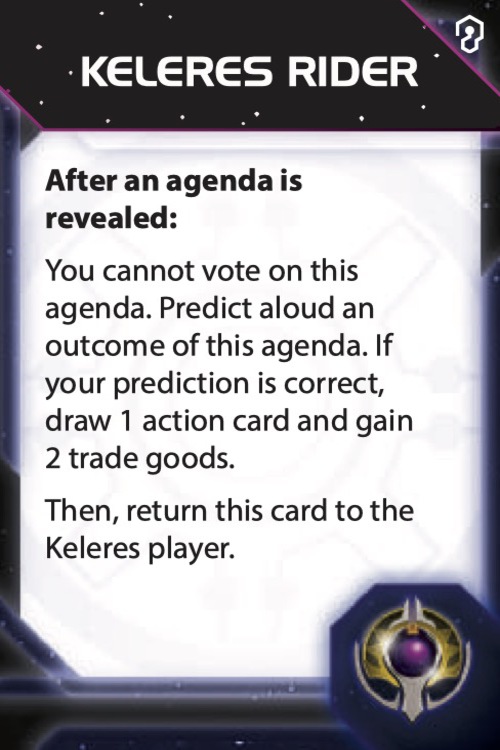 KELERES RIDER
After an agenda is
revealed:
You cannot vote on this
agenda. Predict aloud an
outcome of this agenda. If
your prediction is correct,
draw 1 action card and gain
2 trade goods.
Then, return this card to the
Keleres player.